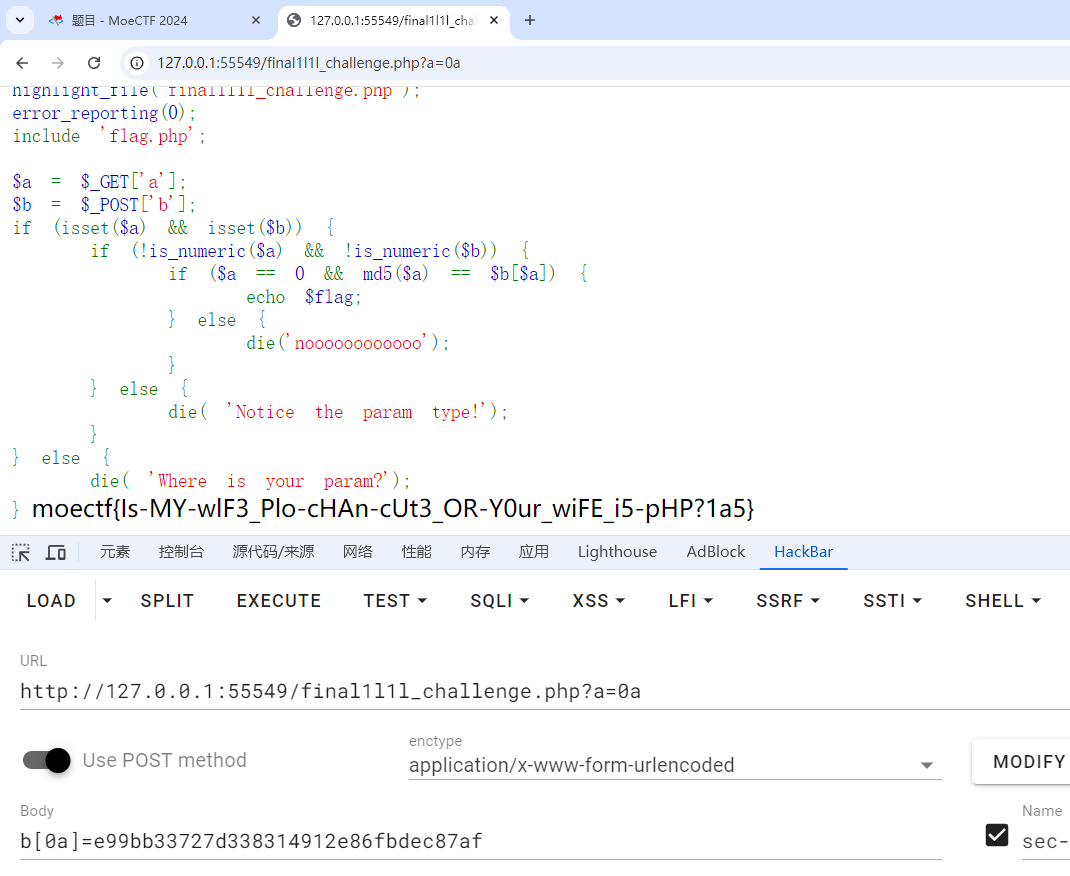 题目 - MoeCTF 2024
127.0.0.1:55549/final1l1l_chal
127.0.0.1:55549/final1l1l_challenge.php?a=0a
highlight_file('final1l1l_challenge.php');
error_reporting(0);
include 'flag.php';
$a = $_GET['a'];
$b = $_POST['b'];
if (isset($a) && isset($b)) {
if (!is_numeric($a) && !is_numeric($b)) {
if ($a == 0 && md5($a) == $b[$a]) {
echo $flag;
} else {
die('noooooooooooo');
}
} else {
die( 'Notice the param type!');
}
} else {
die( 'Where is your param?');
} moectf{Is-MY-wlF3_Plo-cHAn-cUt3_OR-Y0ur_wiFE_i5-pHP?1a5}
元素 控制台 源代码/来源 网络 性能 内存 应用 Lighthouse AdBlock HackBar
LOAD SPLIT EXECUTE TEST SQLI XSS LFI SSRF SSTI SHELL
URL
http://127.0.0.1:55549/final1l1l_challenge.php?a=0a
Use POST method
enctype
application/x-www-form-urlencoded
MODIFY
Body
b[0a]=e99bb33727d338314912e86fbdec87af
Name
sec-